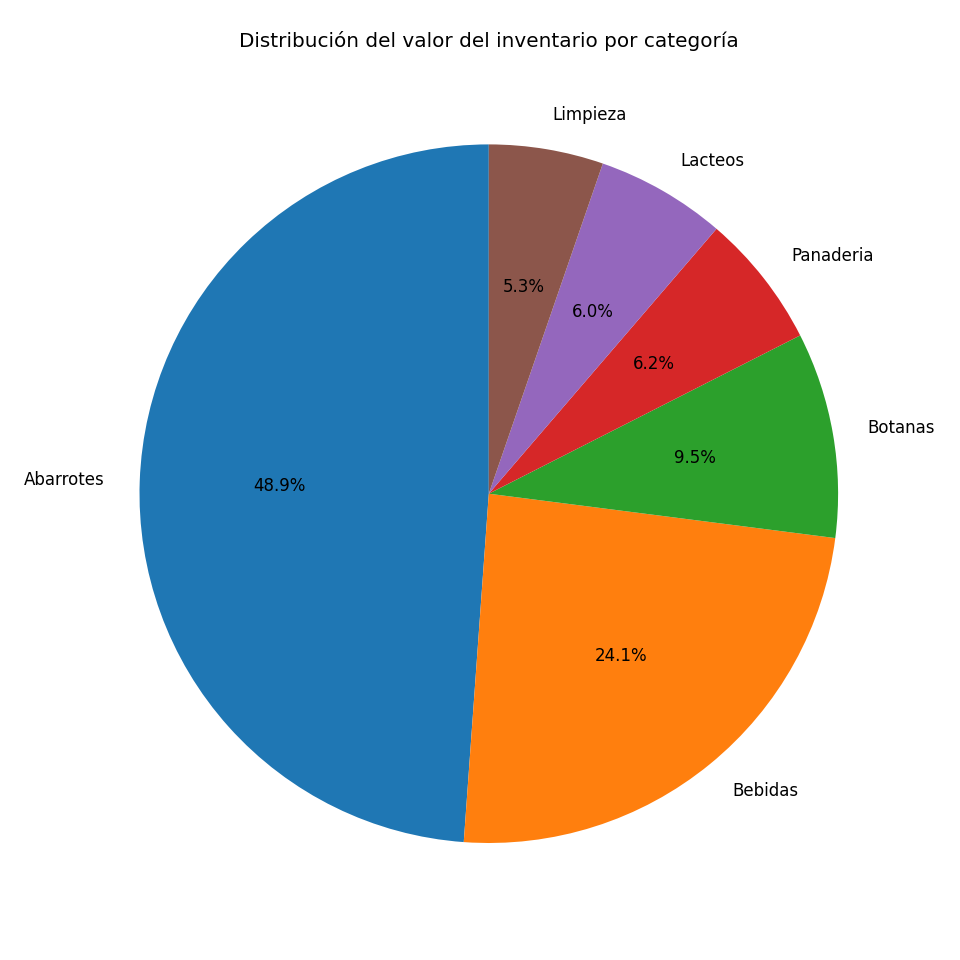 Distribución del valor del inventario por categoría
Limpieza
Lacteos
Panaderia
5.3%
6.0%
6.2%
Botanas
9.5%
Abarrotes
48.9%
24.1%
Bebidas